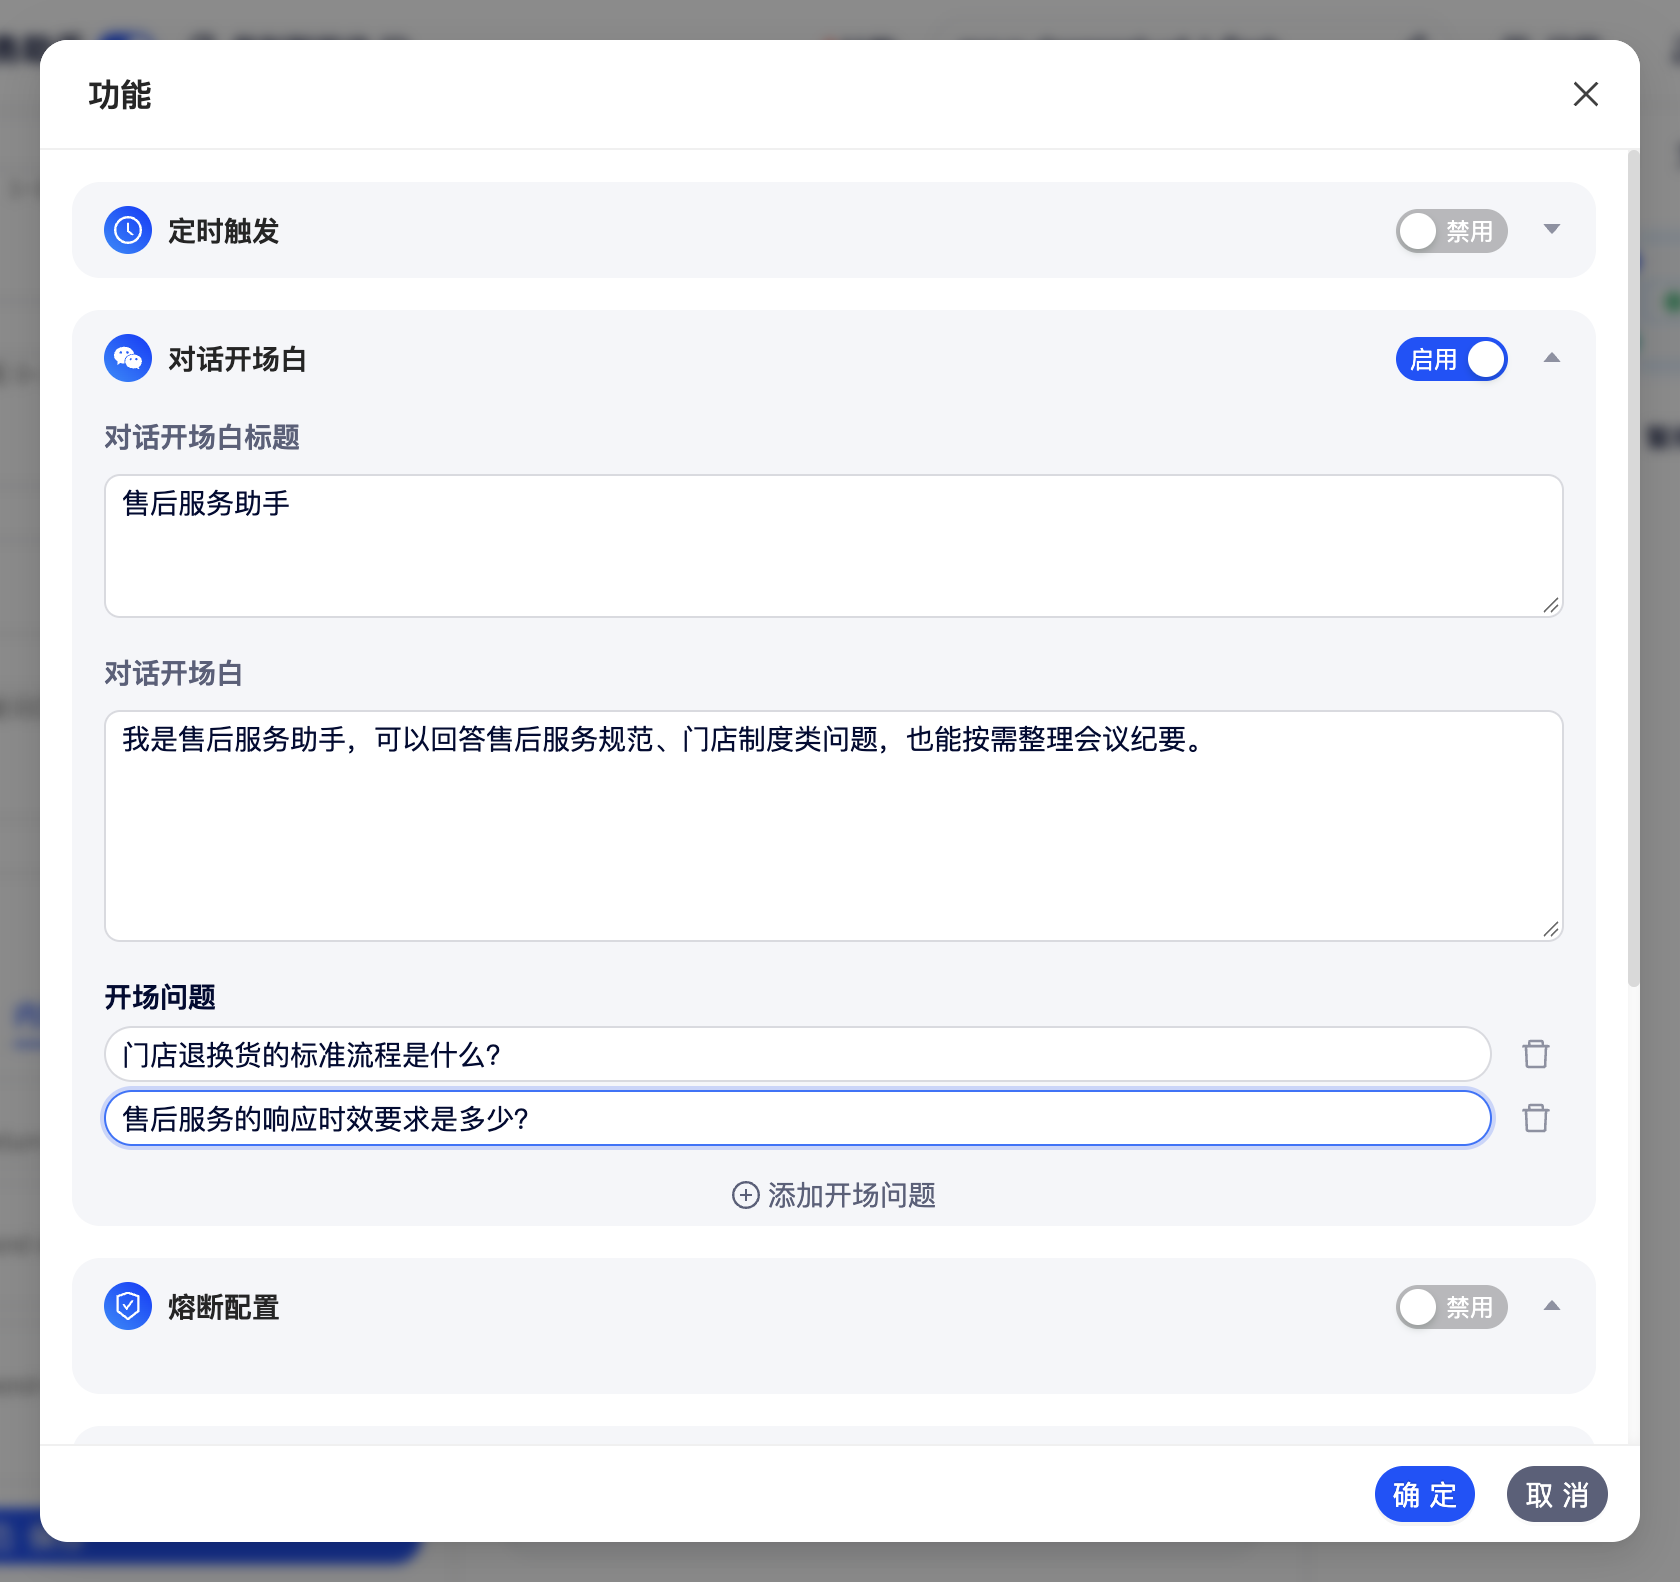 功能
定时触发
禁用
对话开场白
启用
对话开场白标题
售后服务助手
对话开场白
我是售后服务助手，可以回答售后服务规范、门店制度类问题，也能按需整理会议纪要。
开场问题
门店退换货的标准流程是什么？
售后服务的响应时效要求是多少？
添加开场问题
熔断配置
禁用
确定
取消